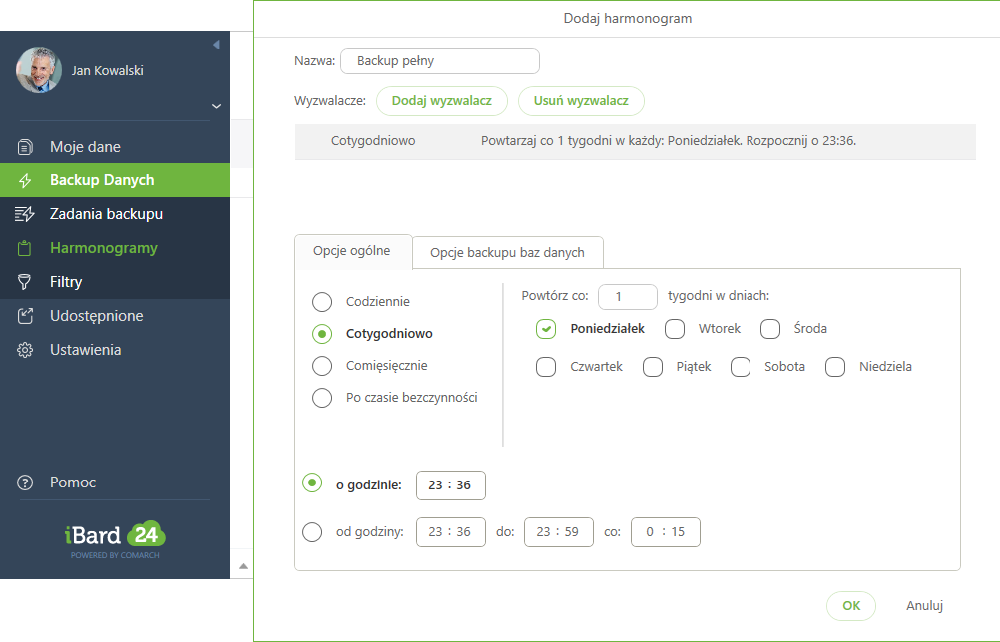 Dodaj harmonogram
Jan Kowalski
Moje dane
Backup Danych
Zadania backupu
Harmonogramy
Filtry
Udostępnione
Ustawienia
Pomoc
iBard 24
POWERED BY COMARCH
Nazwa: Backup pełny
Wyzwalacze: Dodaj wyzwalacz Usuń wyzwalacz
Cotygodniowo Powtarzaj co 1 tygodni w każdy: Poniedziałek. Rozpocznij o 23:36.
Opcje ogólne Opcje backupu baz danych
Codziennie
Cotygodniowo
Comięsięcznie
Po czasie bezczynności
Powtórz co: 1 tygodni w dniach:
Poniedziałek Wtorek Środa
Czwartek Piątek Sobota Niedziela
o godzinie: 23 : 36
od godziny: 23 : 36 do: 23 : 59 co: 0 : 15
OK Anuluj